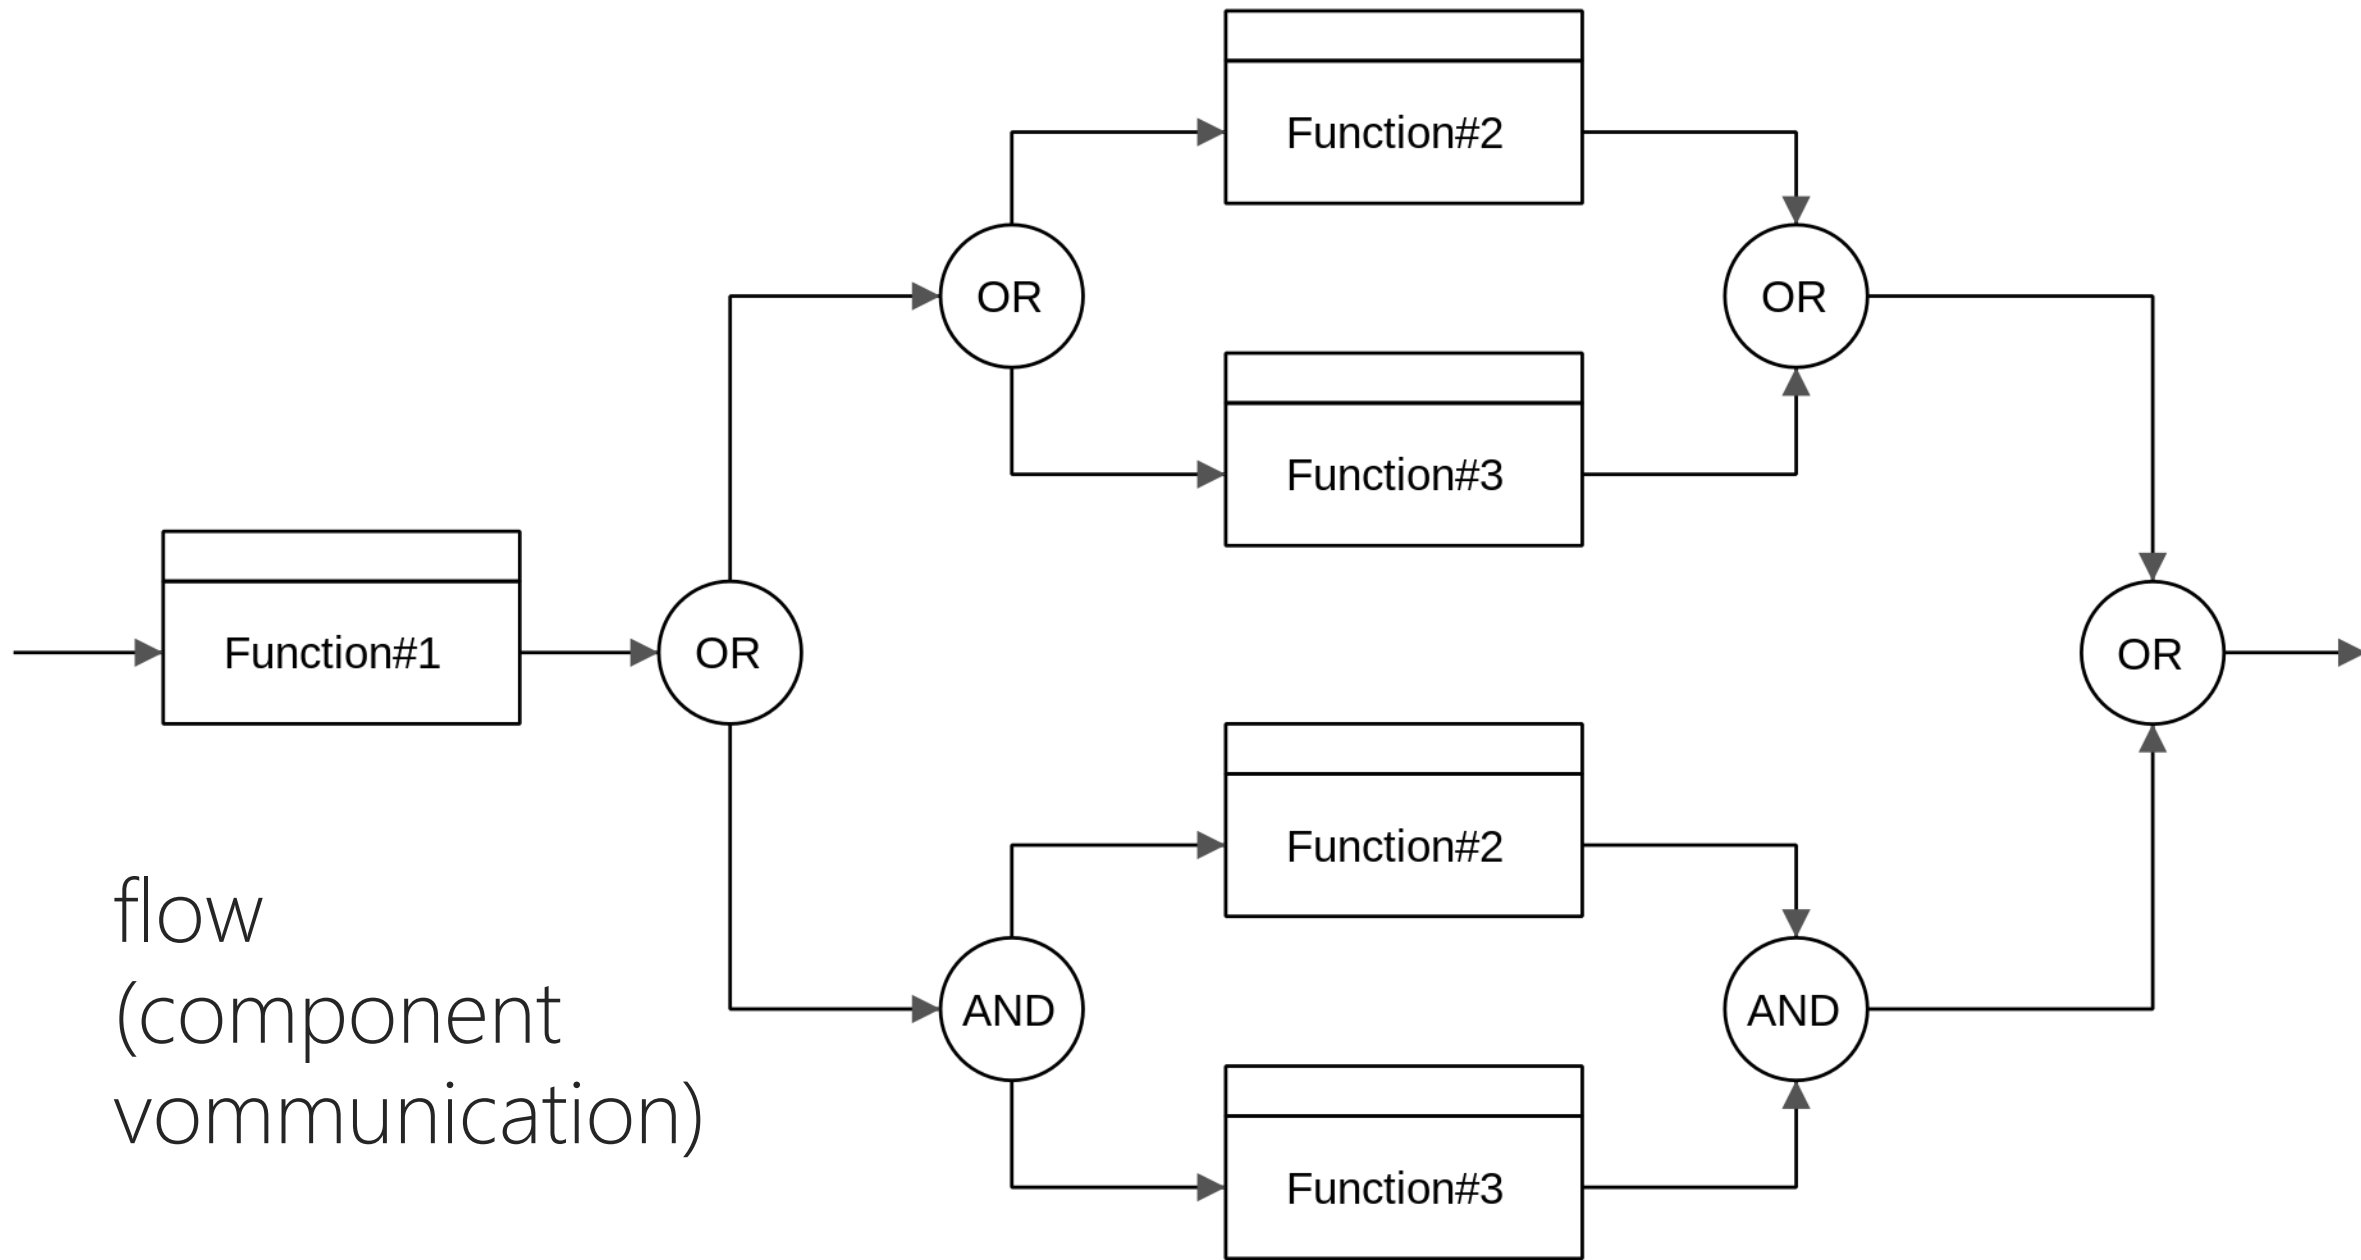 Function#2
OR
OR
Function#3
Function#1
OR
OR
Function#2
flow
(component
vommunication)
AND
AND
Function#3